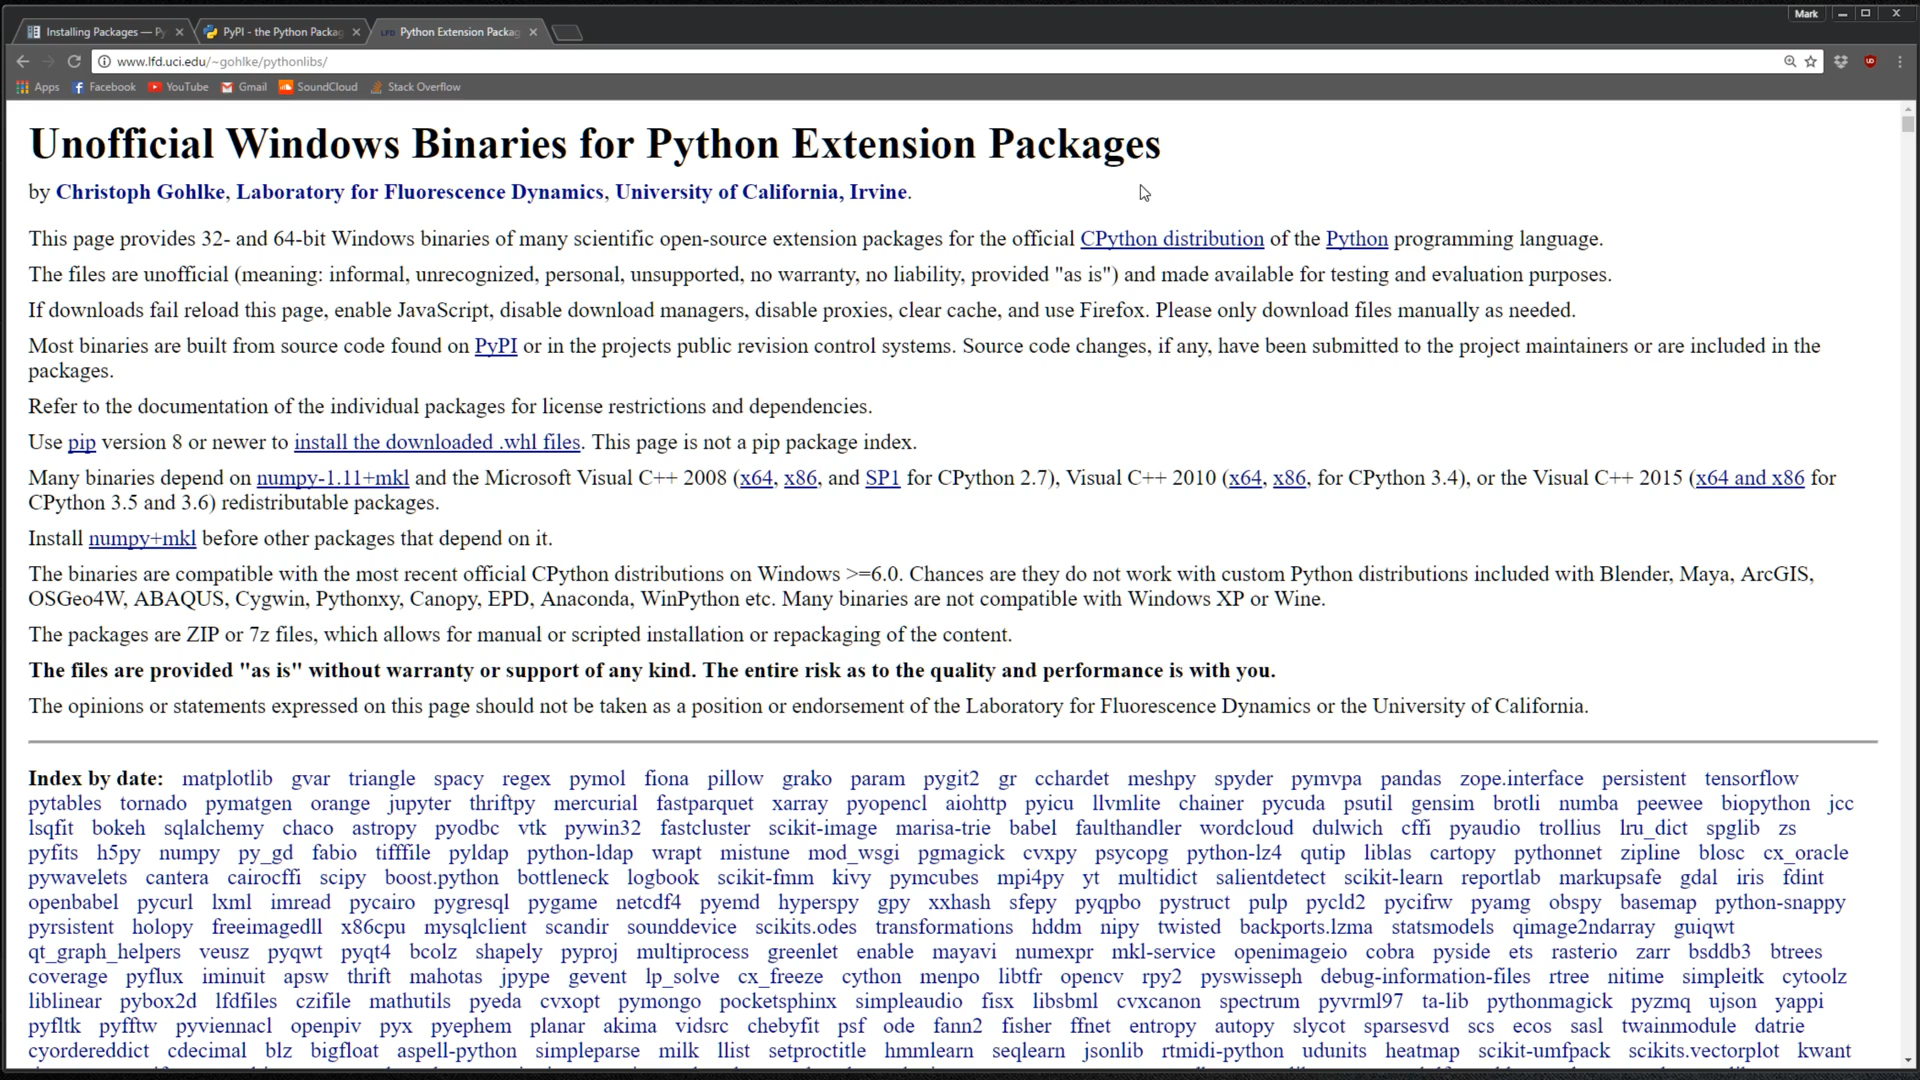 Mark
Installing Packages — Py
PyPI - the Python Packag
LFD Python Extension Packag
www.lfd.uci.edu/~gohlke/pythonlibs/
Apps Facebook YouTube Gmail SoundCloud Stack Overflow
Unofficial Windows Binaries for Python Extension Packages
by Christoph Gohlke, Laboratory for Fluorescence Dynamics, University of California, Irvine.
This page provides 32- and 64-bit Windows binaries of many scientific open-source extension packages for the official CPython distribution of the Python programming language.
The files are unofficial (meaning: informal, unrecognized, personal, unsupported, no warranty, no liability, provided "as is") and made available for testing and evaluation purposes.
If downloads fail reload this page, enable JavaScript, disable download managers, disable proxies, clear cache, and use Firefox. Please only download files manually as needed.
Most binaries are built from source code found on PyPI or in the projects public revision control systems. Source code changes, if any, have been submitted to the project maintainers or are included in the
packages.
Refer to the documentation of the individual packages for license restrictions and dependencies.
Use pip version 8 or newer to install the downloaded .whl files. This page is not a pip package index.
Many binaries depend on numpy-1.11+mkl and the Microsoft Visual C++ 2008 (x64, x86, and SP1 for CPython 2.7), Visual C++ 2010 (x64, x86, for CPython 3.4), or the Visual C++ 2015 (x64 and x86 for
CPython 3.5 and 3.6) redistributable packages.
Install numpy+mkl before other packages that depend on it.
The binaries are compatible with the most recent official CPython distributions on Windows >=6.0. Chances are they do not work with custom Python distributions included with Blender, Maya, ArcGIS,
OSGeo4W, ABAQUS, Cygwin, Pythonxy, Canopy, EPD, Anaconda, WinPython etc. Many binaries are not compatible with Windows XP or Wine.
The packages are ZIP or 7z files, which allows for manual or scripted installation or repackaging of the content.
The files are provided "as is" without warranty or support of any kind. The entire risk as to the quality and performance is with you.
The opinions or statements expressed on this page should not be taken as a position or endorsement of the Laboratory for Fluorescence Dynamics or the University of California.
Index by date: matplotlib gvar triangle spacy regex pymol fiona pillow grako param pygit2 gr cchardet meshpy spyder pymvpa pandas zope.interface persistent tensorflow
pytables tornado pymatgen orange jupyter thriftpy mercurial fastparquet xarray pyopencl aiohttp pyicu llvmlite chainer pycuda psutil gensim brotli numba peewee biopython jcc
lsqfit bokeh sqlalchemy chaco astropy pyodbc vtk pywin32 fastcluster scikit-image marisa-trie babel faulthandler wordcloud dulwich cffi pyaudio trollius lru_dict spglib zs
pyfits h5py numpy py_gd fabio tifffile pyldap python-ldap wrapt mistune mod_wsgi pgmagick cvxpy psycopg python-lz4 qutip liblas cartopy pythonnet zipline blosc cx_oracle
pywavelets cantera cairocffi scipy boost.python bottleneck logbook scikit-fmm kivy pymcubes mpi4py yt multidict salientdetect scikit-learn reportlab markupsafe gdal iris fdint
openbabel pycurl lxml imread pycairo pygresql pygame netcdf4 pyemd hyperspy gpy xxhash sfepy pyqpbo pystruct pulp pycld2 pycifrw pyamg obspy basemap python-snappy
pyrsistent holopy freeimagedll x86cpu mysqlclient scandir sounddevice scikits.odes transformations hddm nipy twisted backports.lzma statsmodels qimage2ndarray guiqwt
qt_graph_helpers veusz pyqwt pyqt4 bcolz shapely pyproj multiprocess greenlet enable mayavi numexpr mkl-service openimageio cobra pyside ets rasterio zarr bsddb3 btrees
coverage pyflux iminuit apsw thrift mahotas jpype gevent lp_solve cx_freeze cython menpo libtfr opencv rpy2 pyswisseph debug-information-files rtree nitime simpleitk cytoolz
liblinear pybox2d lfdfiles czifile mathutils pyeda cvxopt pymongo pocketsphinx simpleaudio fisx libsbml cvxcanon spectrum pyvrml97 ta-lib pythonmagick pyzmq ujson yappi
pyfltk pyfftw pyviennacl openpiv pyx pyephem planar akima vidsrc chebyfit psf ode fann2 fisher ffnet entropy autopy slycot sparsesvd scs ecos sasl twainmodule datrie
cyordereddict cdecimal blz bigfloat aspell-python simpleparse milk llist setproctitle hmmlearn seqlearn jsonlib rtmidi-python udunits heatmap scikit-umfpack scikits.vectorplot kwant